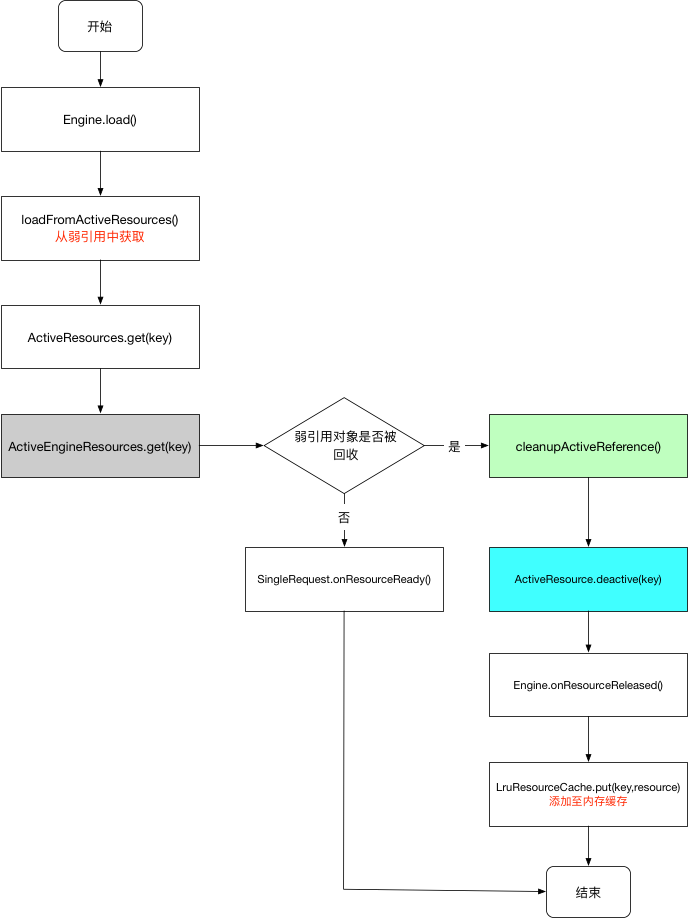 开始
Engine.load()
loadFromActiveResources()
从弱引用中获取
ActiveResources.get(key)
ActiveEngineResources.get(key)
弱引用对象是否被
回收
是
cleanupActiveReference()
否
SingleRequest.onResourceReady()
ActiveResource.deactive(key)
Engine.onResourceReleased()
LruResourceCache.put(key,resource)
添加至内存缓存
结束